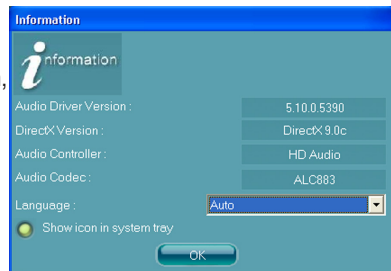 Information
information
Audio Driver Version : 5.10.0.5390
DirectX Version : DirectX 9.0c
Audio Controller : HD Audio
Audio Codec : ALC883
Language : Auto
Show icon in system tray
OK